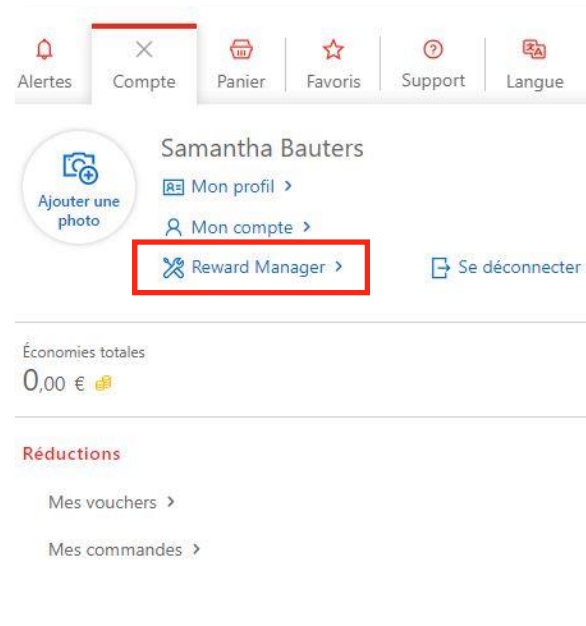 Alertes Compte Panier Favoris Support Langue
Samantha Bauters
Ajouter une
photo
Mon profil >
Mon compte >
Reward Manager > Se déconnecter
Économies totales
0,00 €
Réductions
Mes vouchers >
Mes commandes >